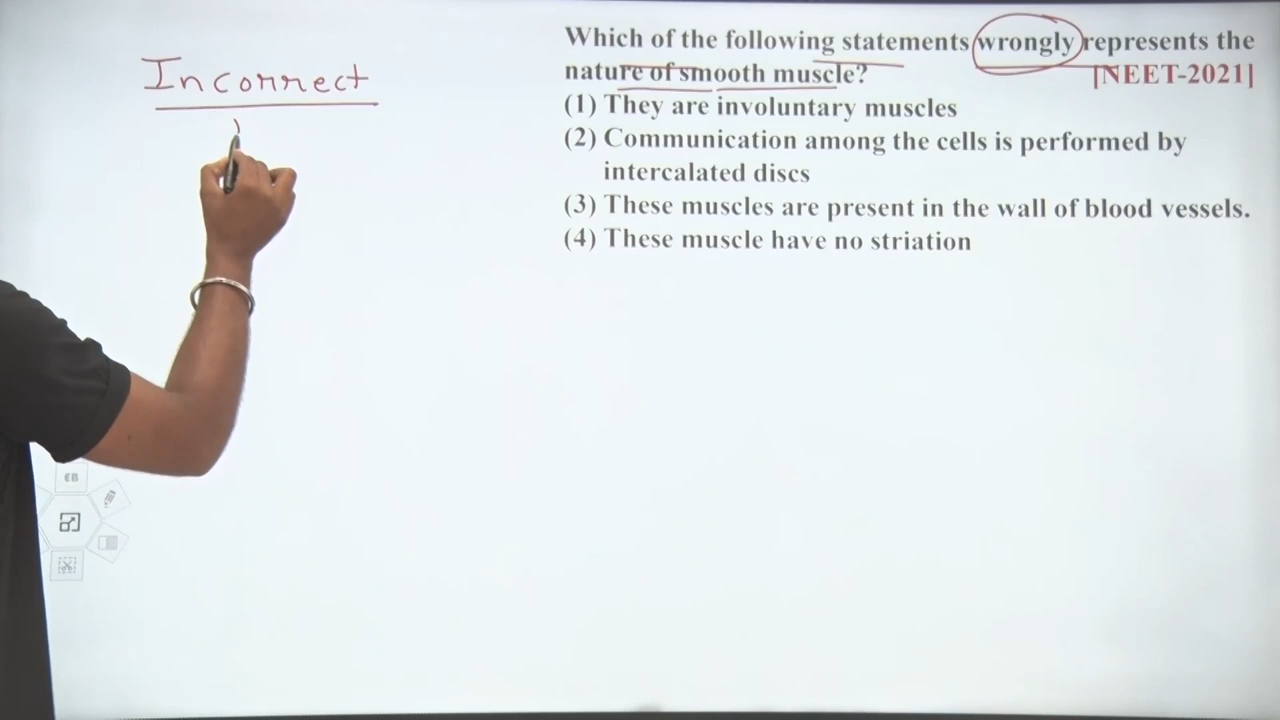 Incorrect
Which of the following statements wrongly represents the
nature of smooth muscle?
[NEET-2021]
(1) They are involuntary muscles
(2) Communication among the cells is performed by
intercalated discs
(3) These muscles are present in the wall of blood vessels.
(4) These muscle have no striation